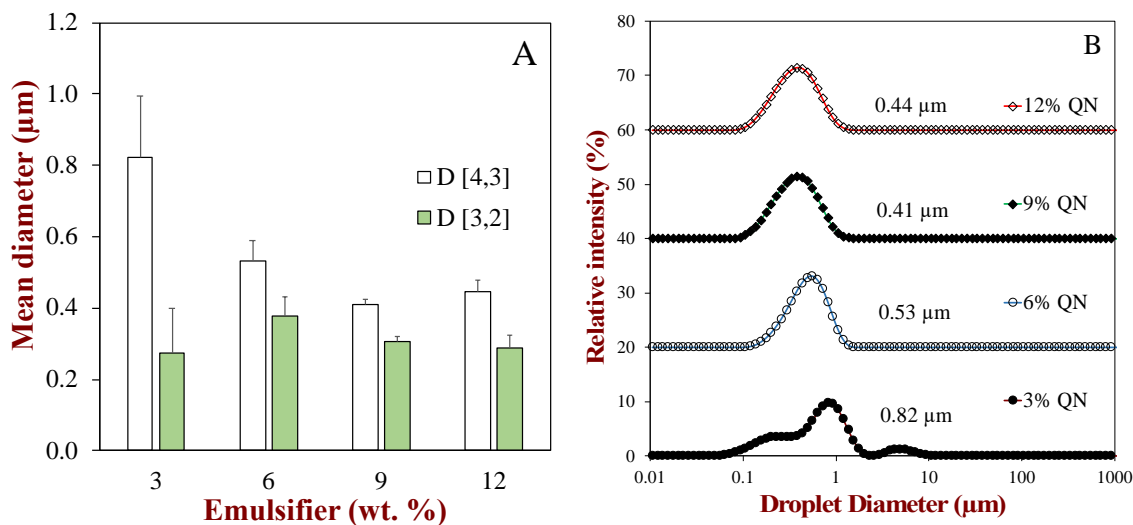 A
Mean diameter (µm)
1.2
1.0
0.8
0.6
0.4
0.2
0.0
D [4,3]
D [3,2]
3 6 9 12
Emulsifier (wt. %)
B
Relative intensity (%)
80
70
60
50
40
30
20
10
0
0.44 µm
12% QN
0.41 µm
9% QN
0.53 µm
6% QN
0.82 µm
3% QN
0.01 0.1 1 10 100 1000
Droplet Diameter (µm)